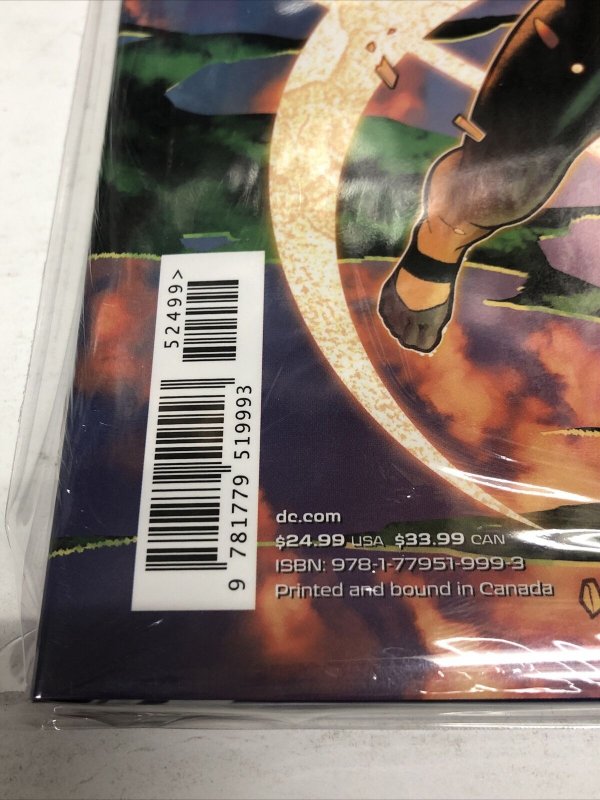 52499>
9 781779 519993
dc.com
$24.99 USA $33.99 CAN
ISBN: 978-1-77951-999-3
Printed and bound in Canada